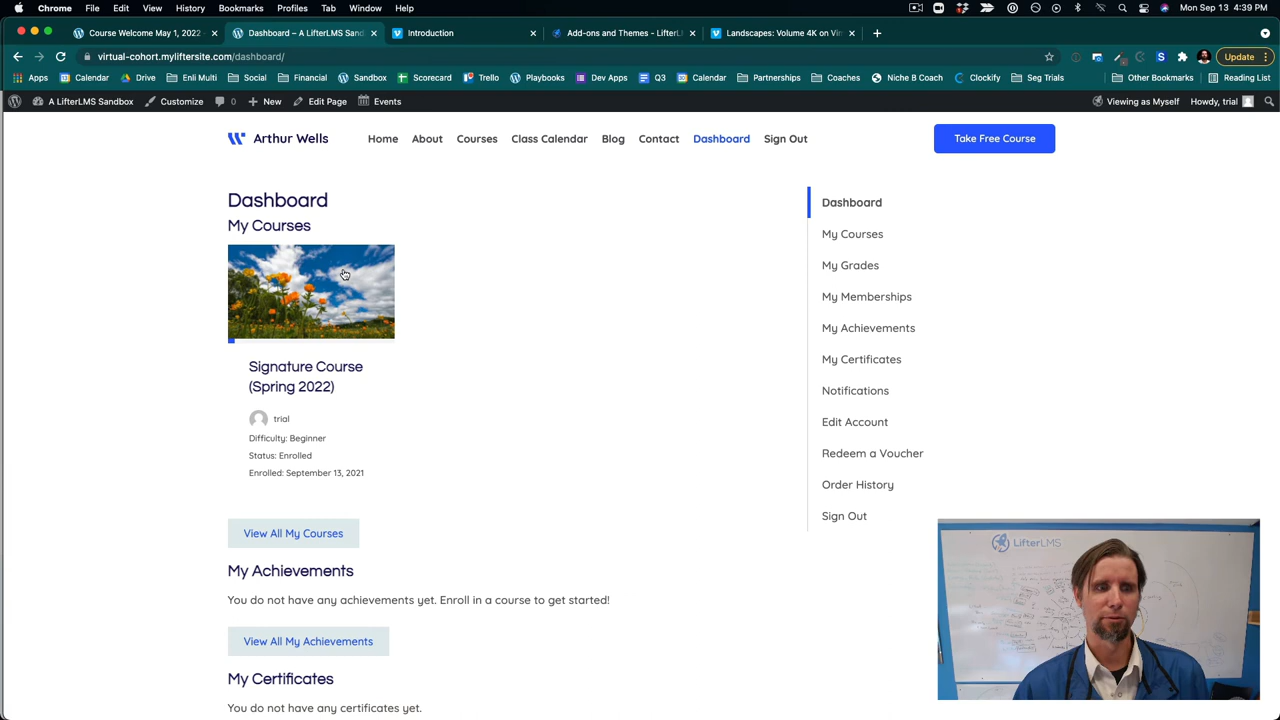 Chrome File Edit View History Bookmarks Profiles Tab Window Help Mon Sep 13 4:39 PM
Course Welcome May 1, 2022 - Dashboard – A LifterLMS Sand Introduction Add-ons and Themes - LifterL Landscapes: Volume 4K on Vim
virtual-cohort.myliftersite.com/dashboard/ Update
Apps Calendar Drive Enli Multi Social Financial Sandbox Scorecard Trello Playbooks Dev Apps Q3 Calendar Partnerships Coaches Niche B Coach Clockify Seg Trials Other Bookmarks Reading List
A LifterLMS Sandbox Customize 0 New Edit Page Events Viewing as Myself Howdy, trial
Arthur Wells Home About Courses Class Calendar Blog Contact Dashboard Sign Out Take Free Course
Dashboard
My Courses
Signature Course
(Spring 2022)
trial
Difficulty: Beginner
Status: Enrolled
Enrolled: September 13, 2021
View All My Courses
My Achievements
You do not have any achievements yet. Enroll in a course to get started!
View All My Achievements
My Certificates
You do not have any certificates yet.
Dashboard
My Courses
My Grades
My Memberships
My Achievements
My Certificates
Notifications
Edit Account
Redeem a Voucher
Order History
Sign Out
LifterLMS